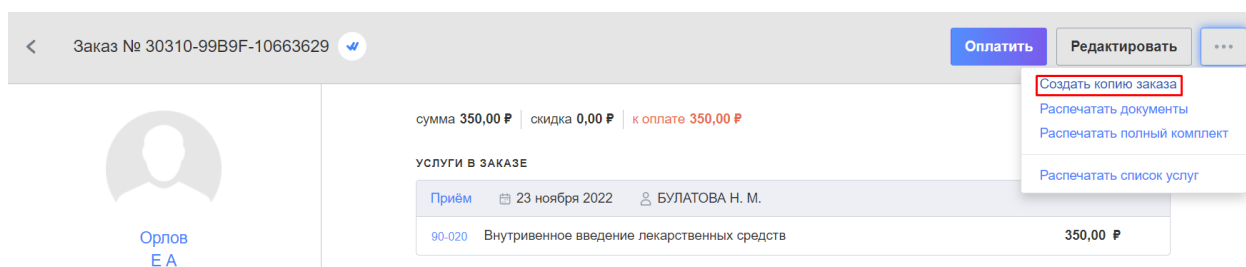 Заказ № 30310-99B9F-10663629
Оплатить
Редактировать
Создать копию заказа
Распечатать документы
Распечатать полный комплект
Распечатать список услуг
сумма 350,00 ₽ скидка 0,00 ₽ к оплате 350,00 ₽
УСЛУГИ В ЗАКАЗЕ
Приём 23 ноября 2022 БУЛАТОВА Н. М.
90-020 Внутривенное введение лекарственных средств 350,00 ₽
Орлов
Е А